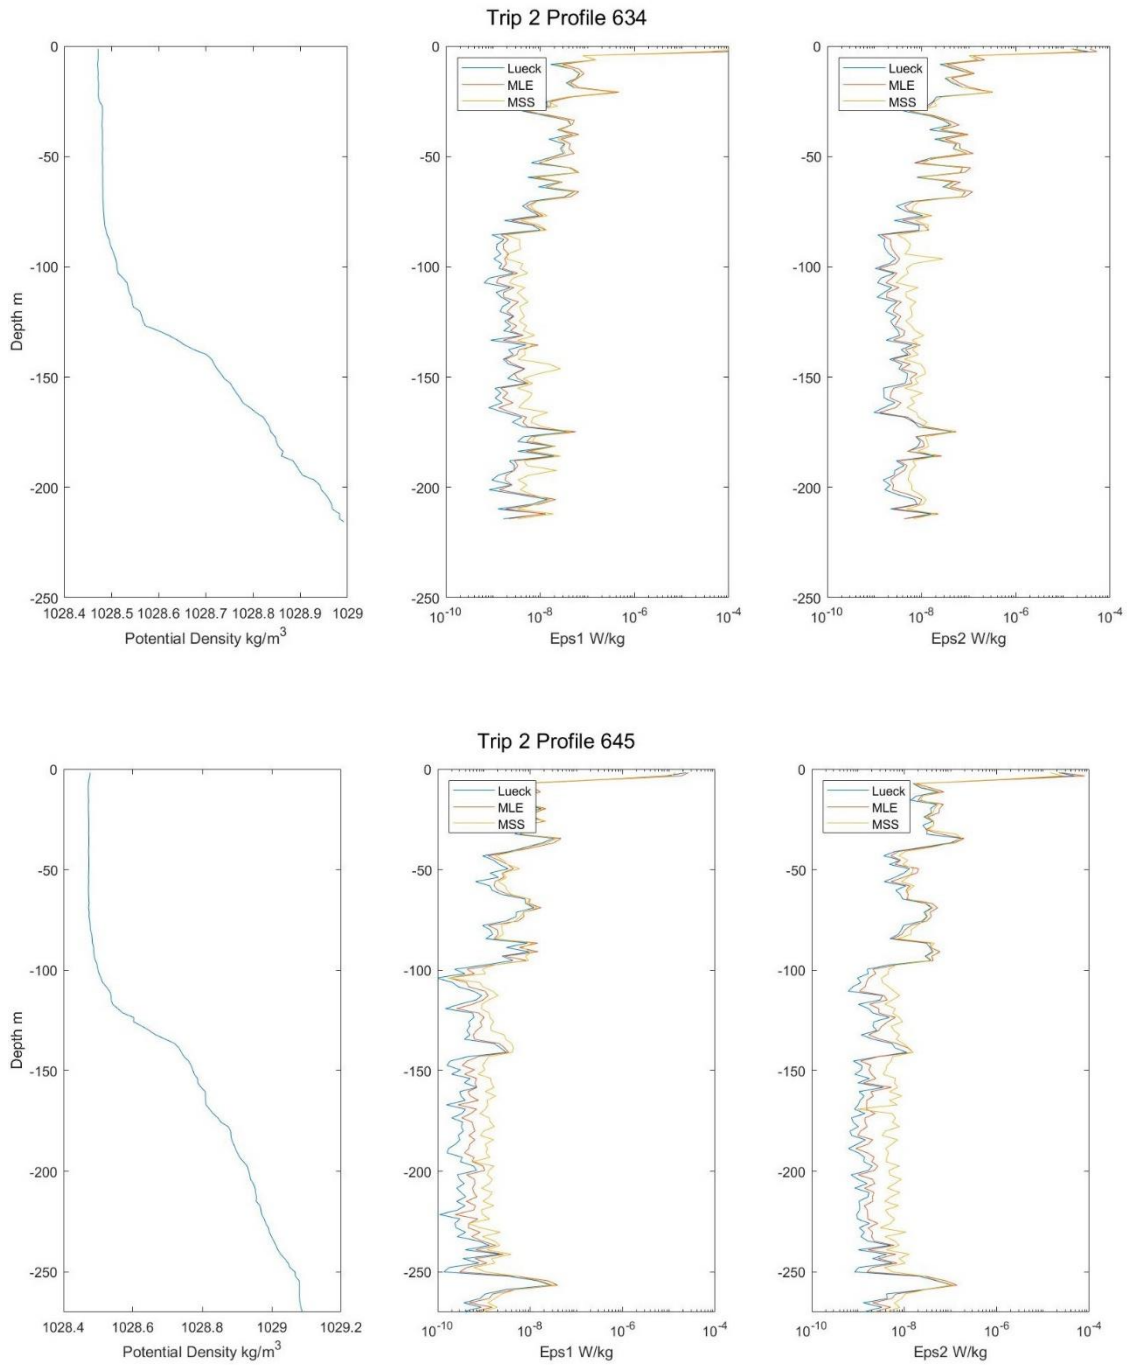 Trip 2 Profile 634
0
-50
-100
-150
-200
-250
Depth m
1028.4 1028.5 1028.6 1028.7 1028.8 1028.9 1029
Potential Density kg/m³
Lueck
MLE
MSS
0
-50
-100
-150
-200
-250
10⁻¹⁰ 10⁻⁸ 10⁻⁶ 10⁻⁴
Eps1 W/kg
Lueck
MLE
MSS
0
-50
-100
-150
-200
-250
10⁻¹⁰ 10⁻⁸ 10⁻⁶ 10⁻⁴
Eps2 W/kg
Trip 2 Profile 645
0
-50
-100
-150
-200
-250
Depth m
1028.4 1028.6 1028.8 1029 1029.2
Potential Density kg/m³
Lueck
MLE
MSS
0
-50
-100
-150
-200
-250
10⁻¹⁰ 10⁻⁸ 10⁻⁶ 10⁻⁴
Eps1 W/kg
Lueck
MLE
MSS
0
-50
-100
-150
-200
-250
10⁻¹⁰ 10⁻⁸ 10⁻⁶ 10⁻⁴
Eps2 W/kg